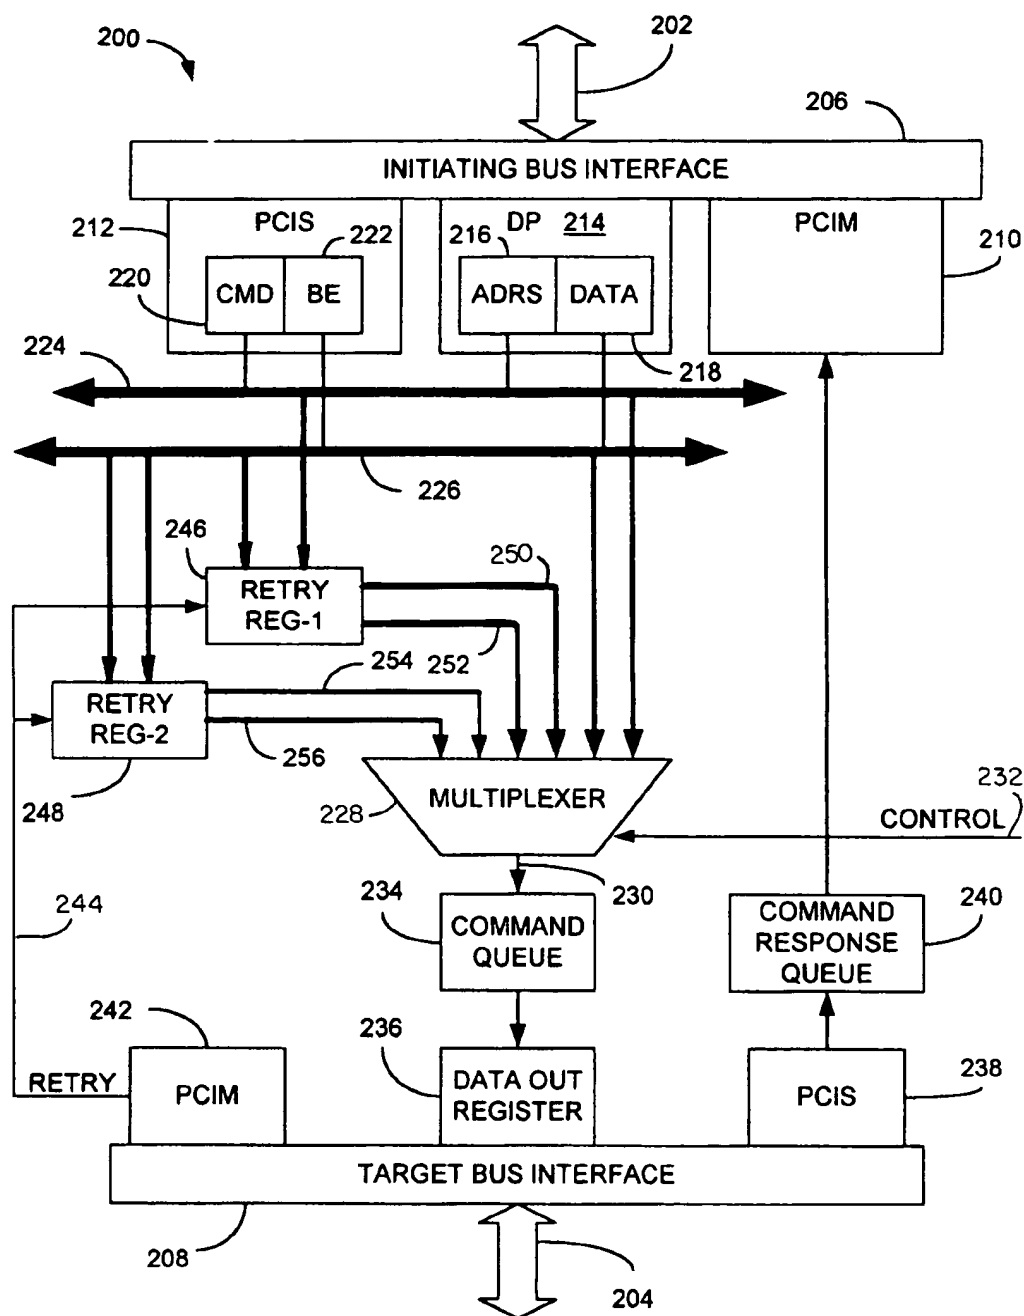 200
202
206
INITIATING BUS INTERFACE
212
PCIS
222
216
DP 214
PCIM
210
220
CMD
BE
ADRS
DATA
224
218
226
246
250
RETRY
REG-1
254
252
RETRY
REG-2
256
248
MULTIPLEXER
228
CONTROL
232
230
234
240
COMMAND
QUEUE
COMMAND
RESPONSE
QUEUE
244
242
236
238
RETRY
PCIM
DATA OUT
REGISTER
PCIS
TARGET BUS INTERFACE
208
204